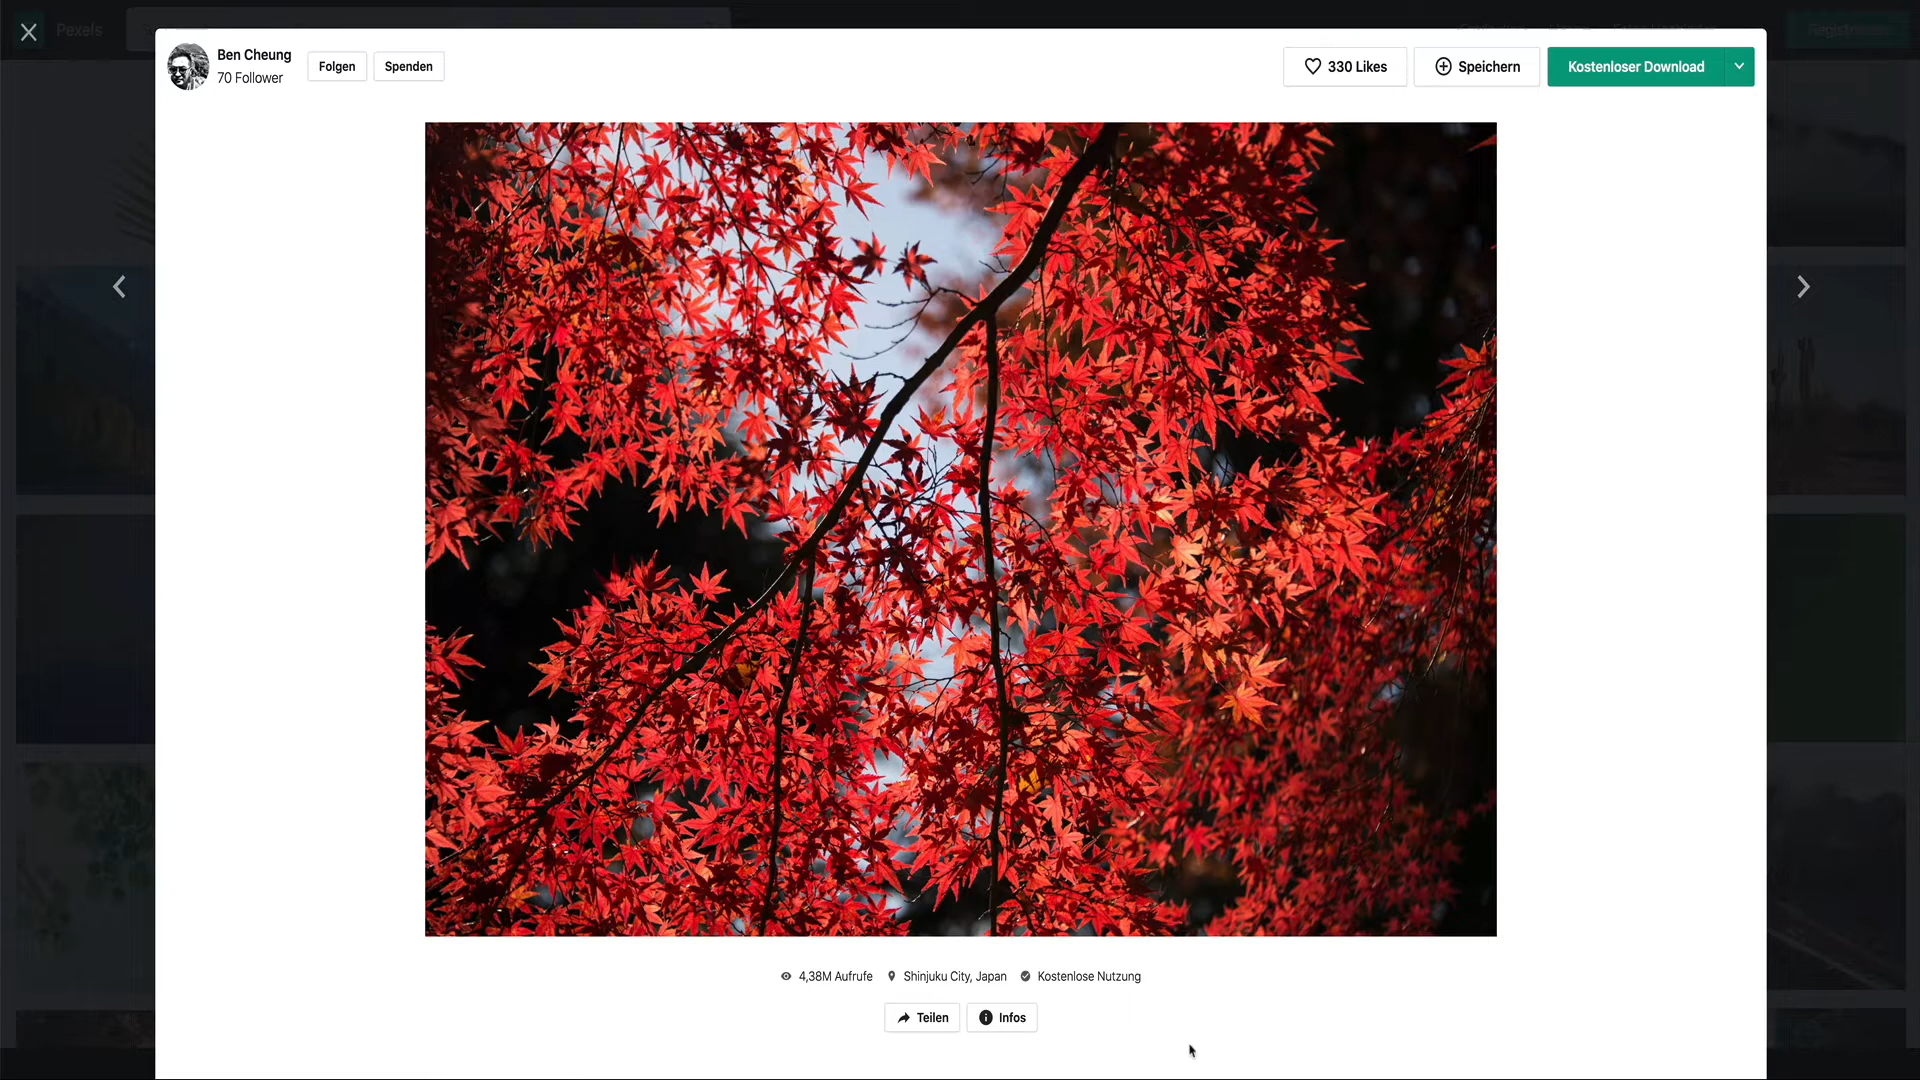 Pexels
Ben Cheung
70 Follower
Folgen
Spenden
330 Likes
Speichern
Kostenloser Download
4,38M Aufrufe
Shinjuku City, Japan
Kostenlose Nutzung
Teilen
Infos